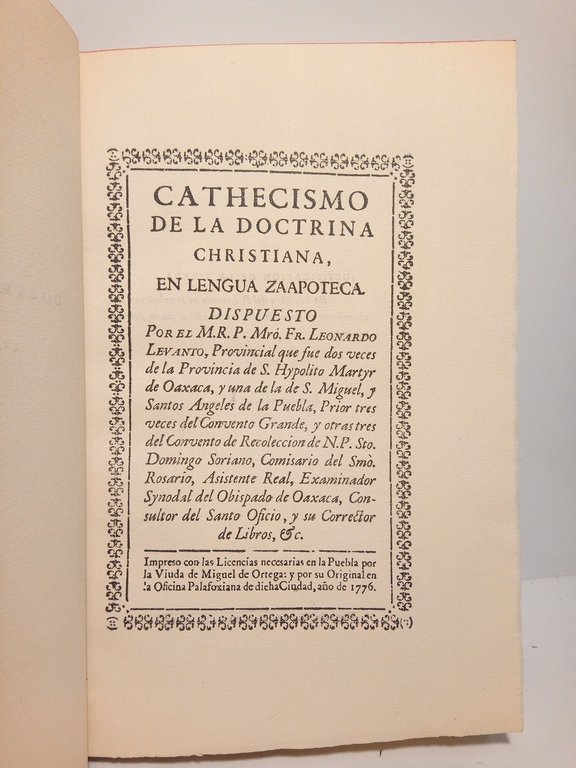 CATHECISMO
DE LA DOCTRINA
CHRISTIANA,
EN LENGUA ZAAPOTECA.
DISPUESTO
POR EL M.R.P. Mró. FR. LEONARDO
LEVANTO, Provincial que fue dos veces
de la Provincia de S. Hypolito Martyr
de Oaxaca, y una de la de S. Miguel, y
Santos Angeles de la Puebla, Prior tres
veces del Convento Grande, y otras tres
del Convento de Recoleccion de N.P. Sto.
Domingo Soriano, Comisario del Smò.
Rosario, Asistente Real, Examinador
Synodal del Obispado de Oaxaca, Con-
sultor del Santo Oficio, y su Corrector
de Libros, &c.
Impreso con las Licencias necesarias en la Puebla por
la Viuda de Miguel de Ortega: y por su Original en
la Oficina Palafoxiana de dicha Ciudad, año de 1776.